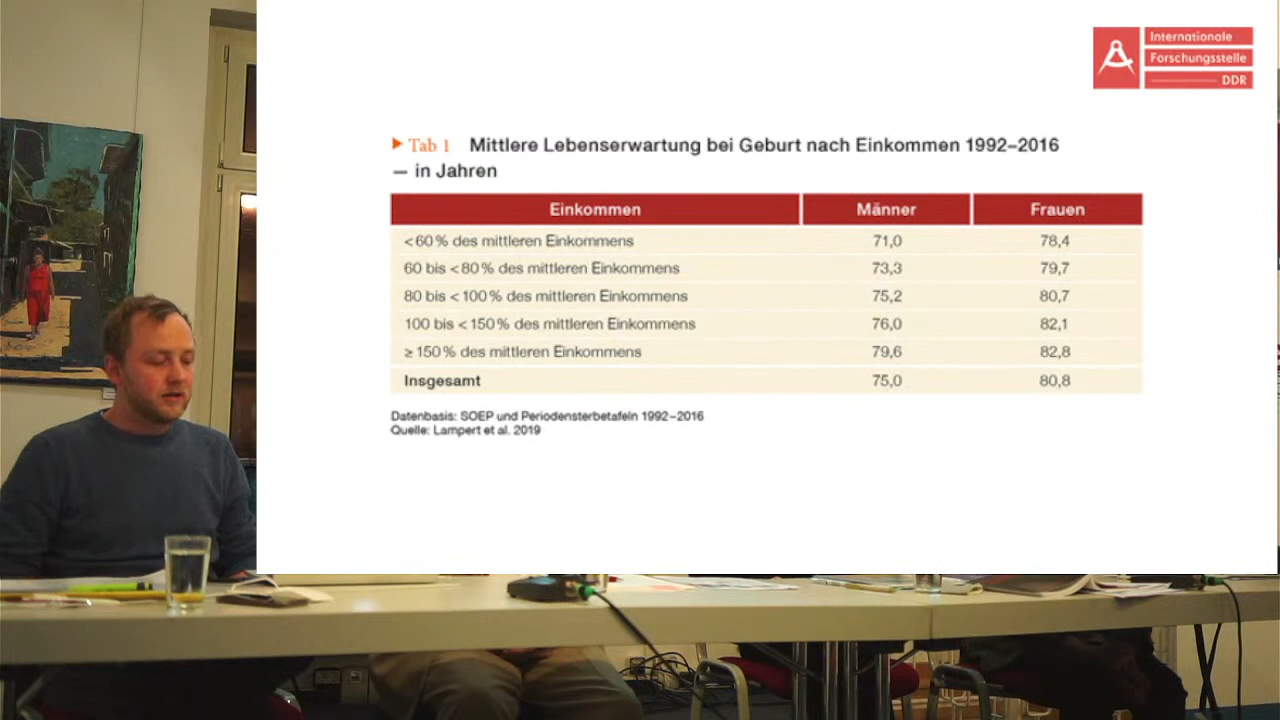 Internationale
Forschungsstelle
DDR
Tab 1 Mittlere Lebenserwartung bei Geburt nach Einkommen 1992–2016
— in Jahren
Einkommen Männer Frauen
<60 % des mittleren Einkommens 71,0 78,4
60 bis <80 % des mittleren Einkommens 73,3 79,7
80 bis <100 % des mittleren Einkommens 75,2 80,7
100 bis <150 % des mittleren Einkommens 76,0 82,1
≥ 150 % des mittleren Einkommens 79,6 82,8
Insgesamt 75,0 80,8
Datenbasis: SOEP und Periodensterbetafeln 1992–2016
Quelle: Lampert et al. 2019